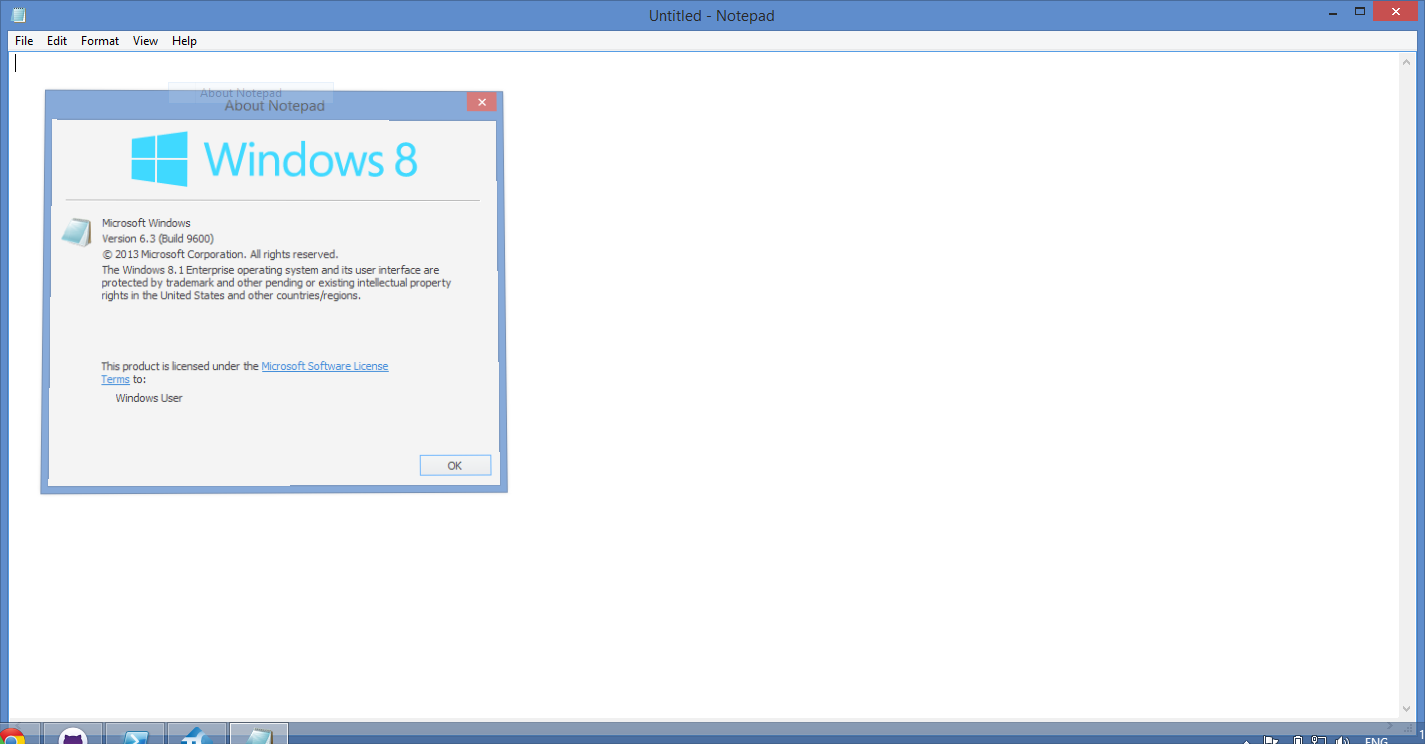 Untitled - Notepad
File Edit Format View Help
About Notepad
About Notepad
Windows 8
Microsoft Windows
Version 6.3 (Build 9600)
© 2013 Microsoft Corporation. All rights reserved.
The Windows 8.1 Enterprise operating system and its user interface are
protected by trademark and other pending or existing intellectual property
rights in the United States and other countries/regions.
This product is licensed under the Microsoft Software License
Terms to:
Windows User
OK
ENG